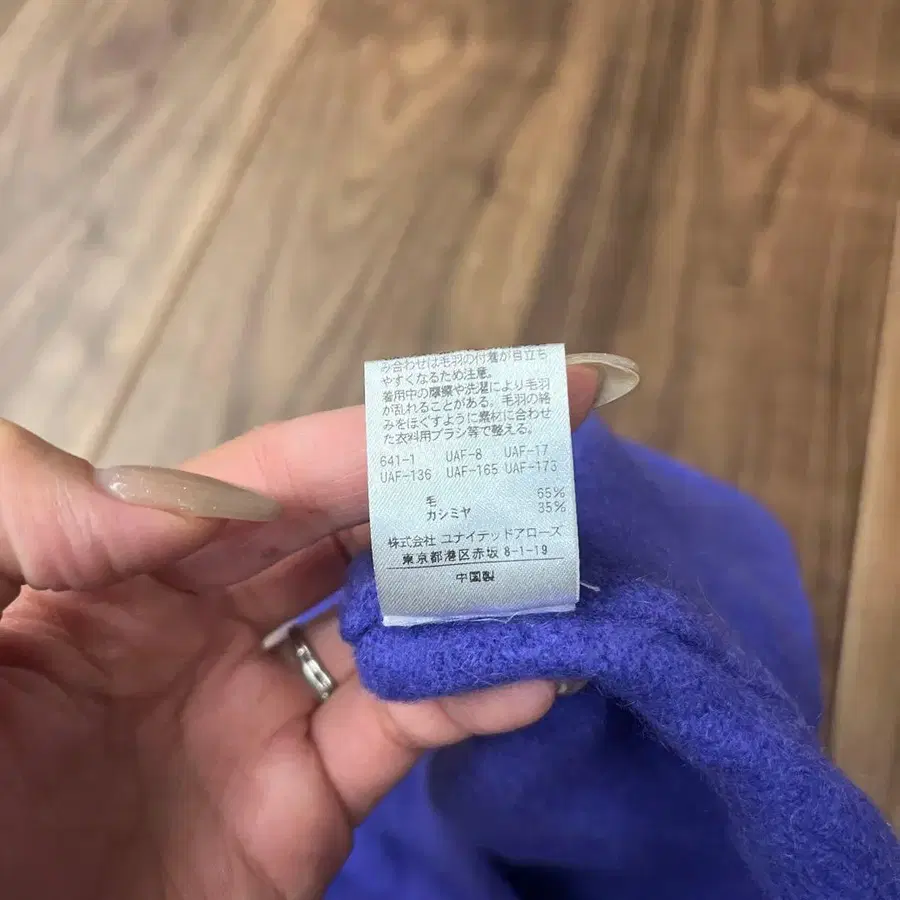 み合わせは毛羽の付着が目立ち
やすくなるため注意。
着用中の摩擦や洗濯により毛羽
が乱れることがある。毛羽の絡
みをほぐすように素材に合わせ
た衣料用ブラシ等で整える。
641-1 UAF-8 UAF-17
UAF-136 UAF-165 UAF-173
毛 65%
カシミヤ 35%
株式会社 ユナイテッドアローズ
東京都港区赤坂 8-1-19
中国製